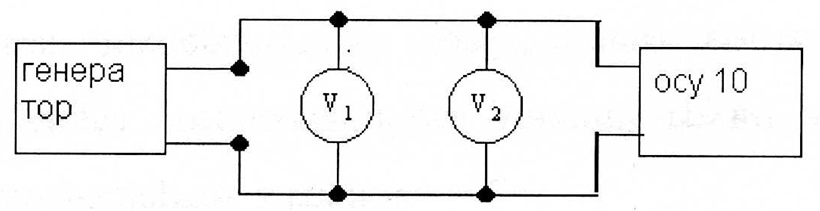 генера
тор
V1
V2
осу 10